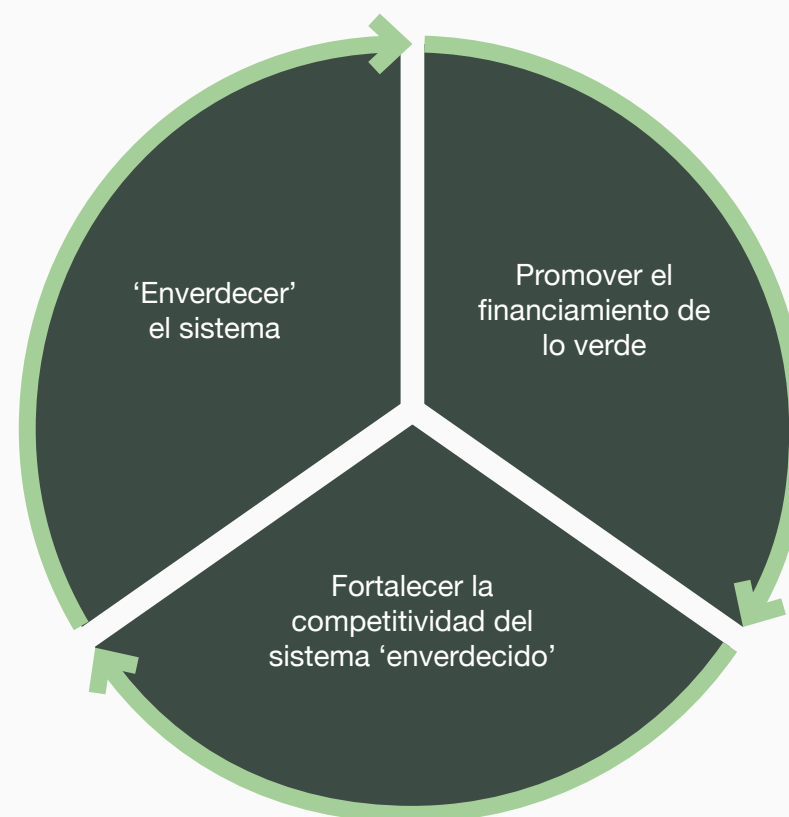 ‘Enverdecer’
el sistema
Promover el
financiamiento de
lo verde
Fortalecer la
competitividad del
sistema ‘enverdecido’